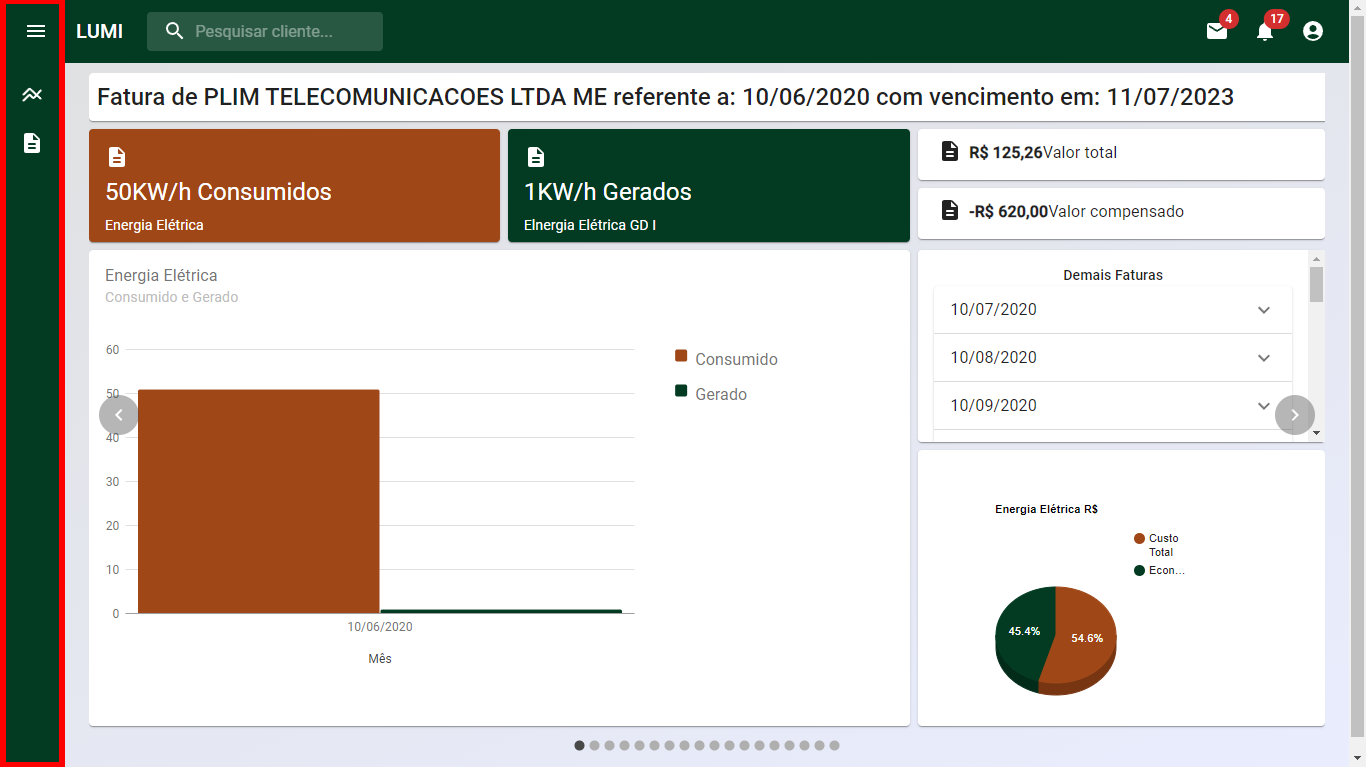 LUMI
Pesquisar cliente...
4
17
Fatura de PLIM TELECOMUNICACOES LTDA ME referente a: 10/06/2020 com vencimento em: 11/07/2023
50KW/h Consumidos
Energia Elétrica
1KW/h Gerados
Elnergia Elétrica GD I
R$ 125,26Valor total
-R$ 620,00Valor compensado
Energia Elétrica
Consumido e Gerado
60
50
40
30
20
10
0
10/06/2020
Mês
Consumido
Gerado
Demais Faturas
10/07/2020
10/08/2020
10/09/2020
Energia Elétrica R$
Custo
Total
Econ...
45.4%
54.6%